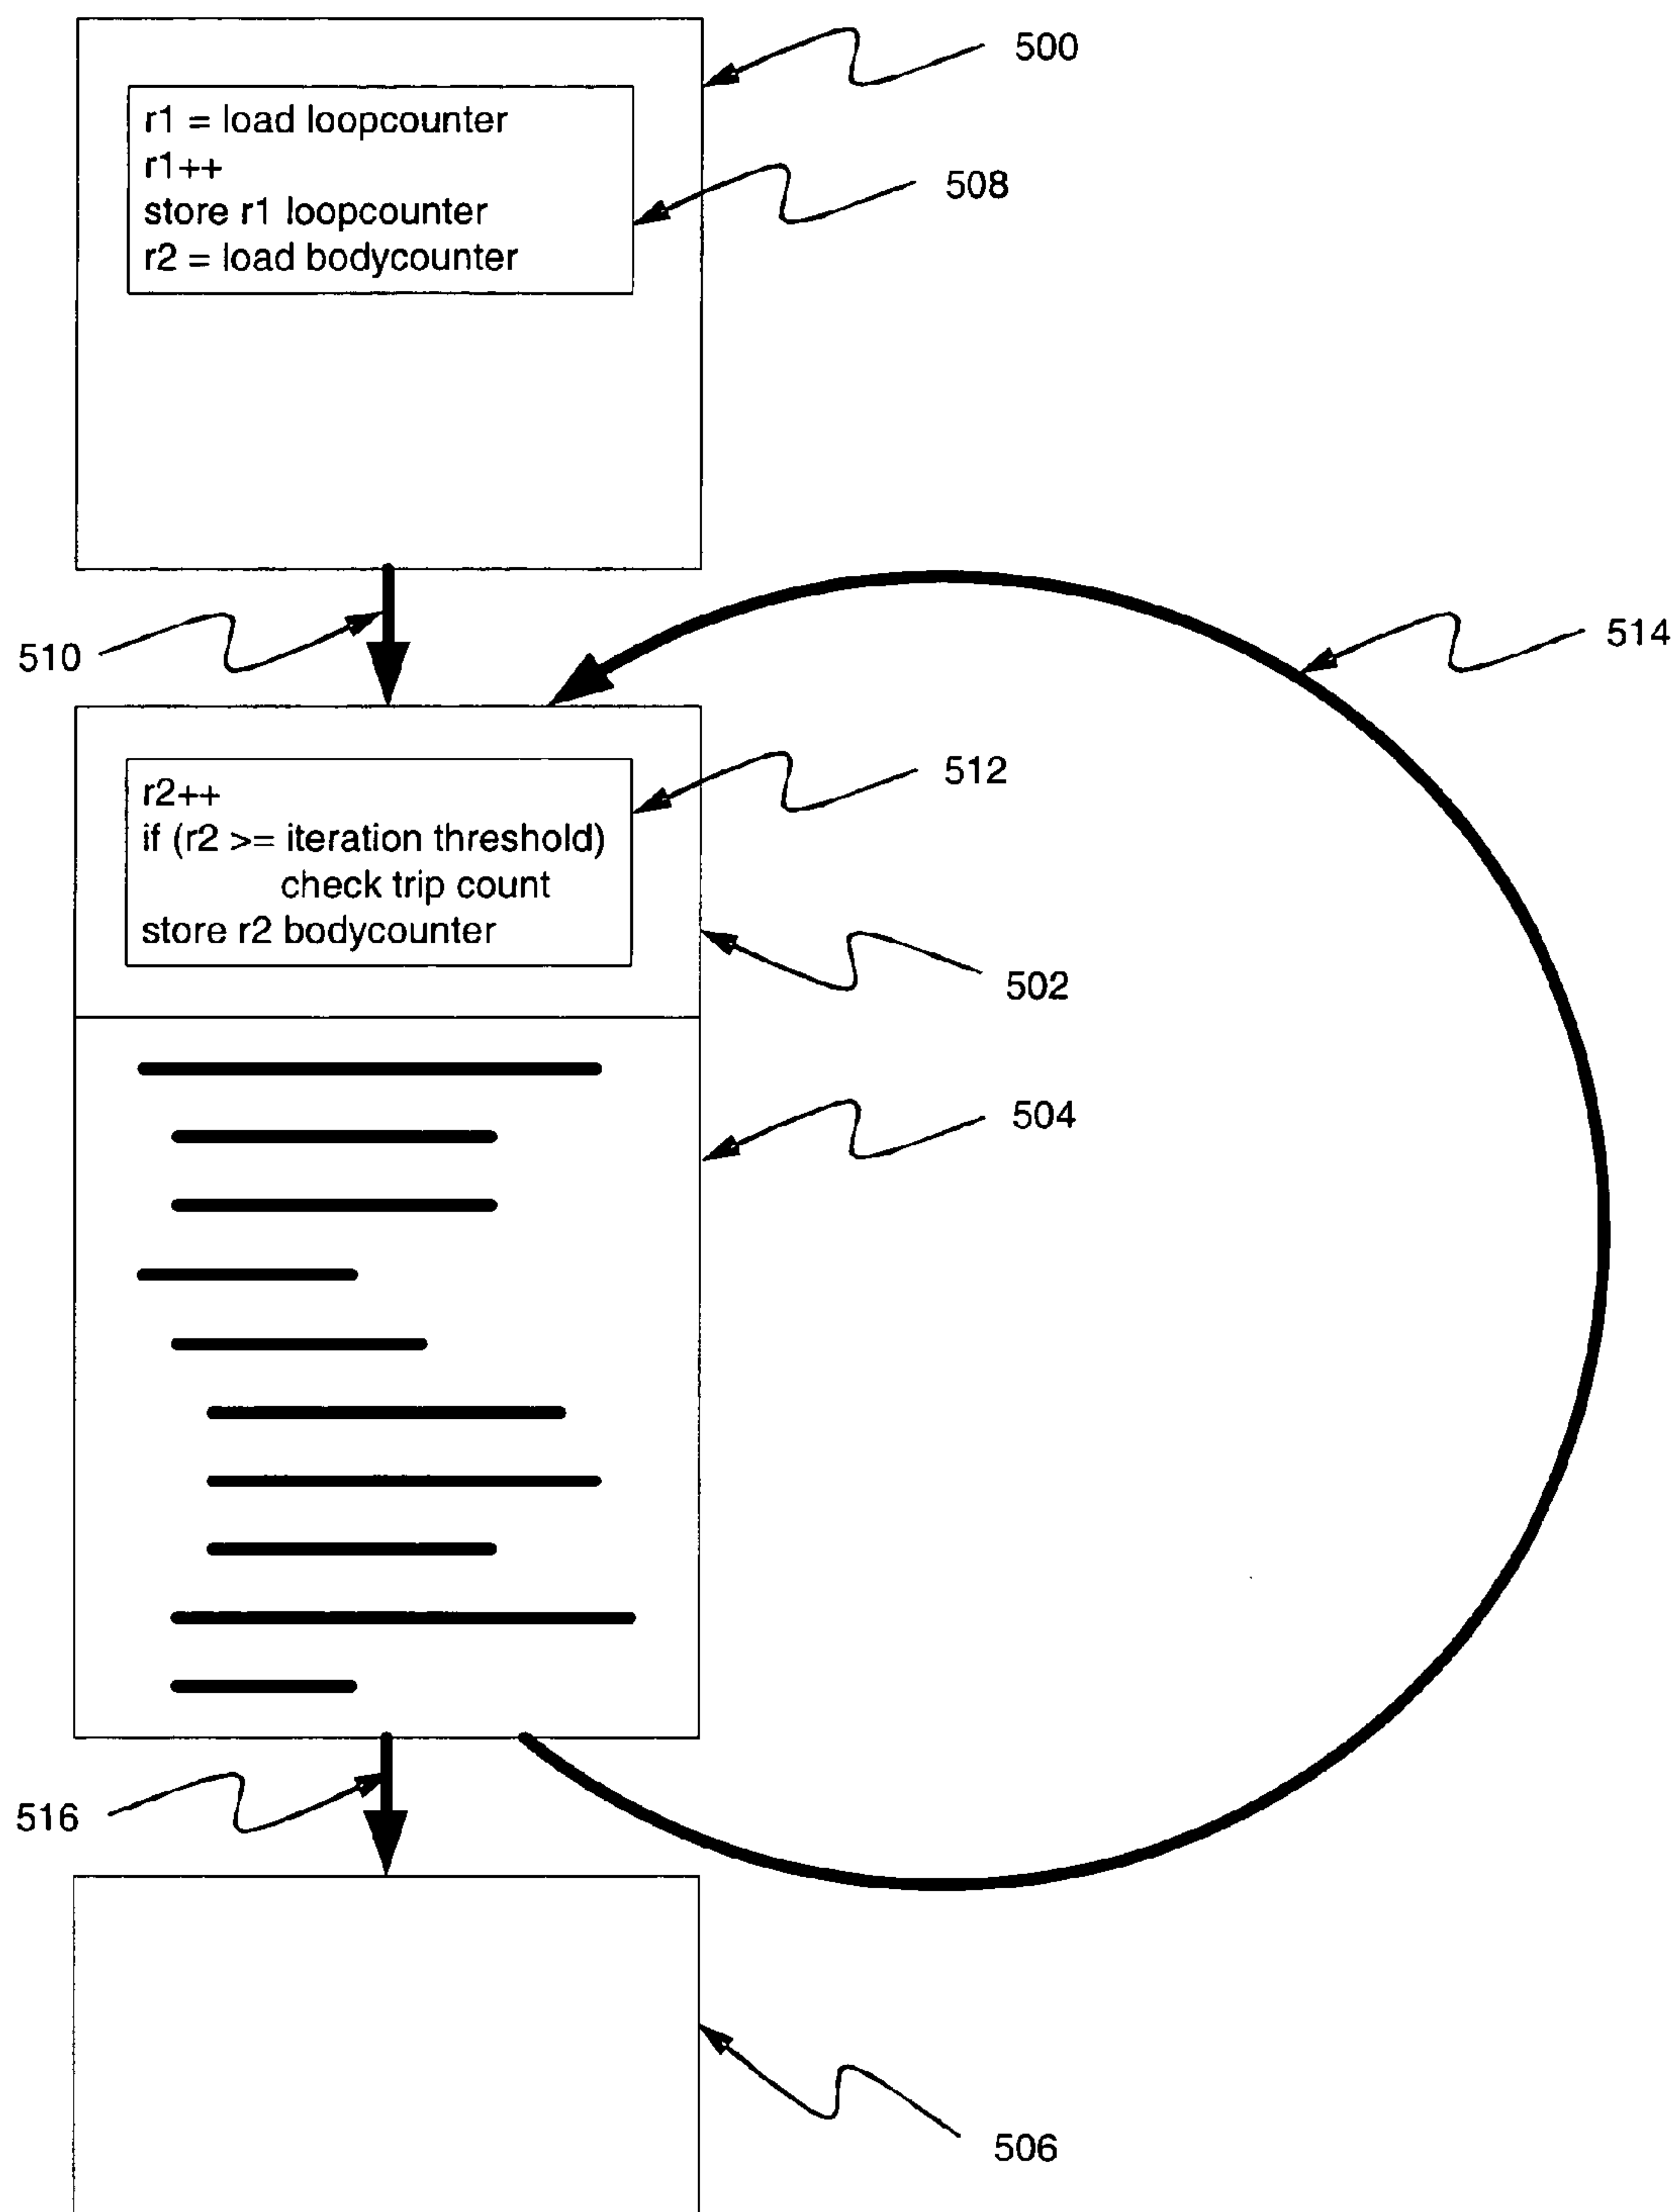 500
r1 = load loopcounter
r1++
store r1 loopcounter
r2 = load bodycounter
508
510
514
r2++
if (r2 >= iteration threshold)
check trip count
store r2 bodycounter
512
502
504
516
506